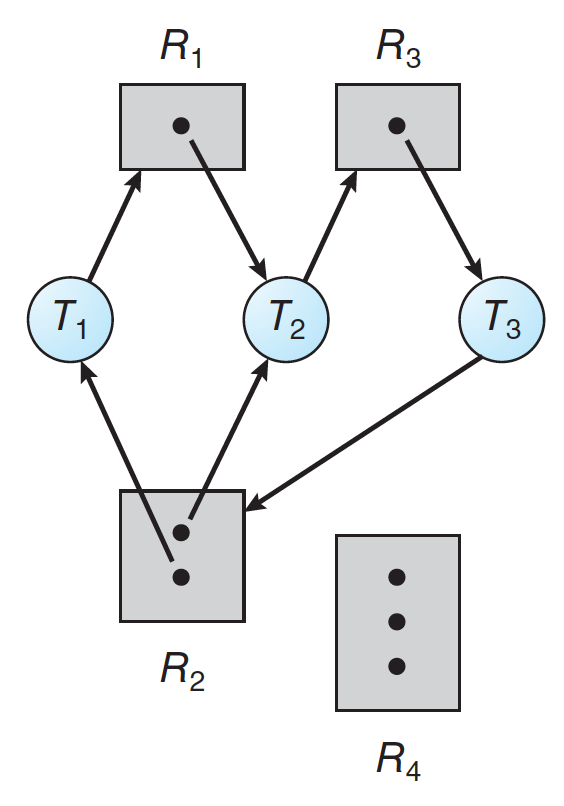 R₁ R₃
T₁ T₂ T₃
R₂
R₄